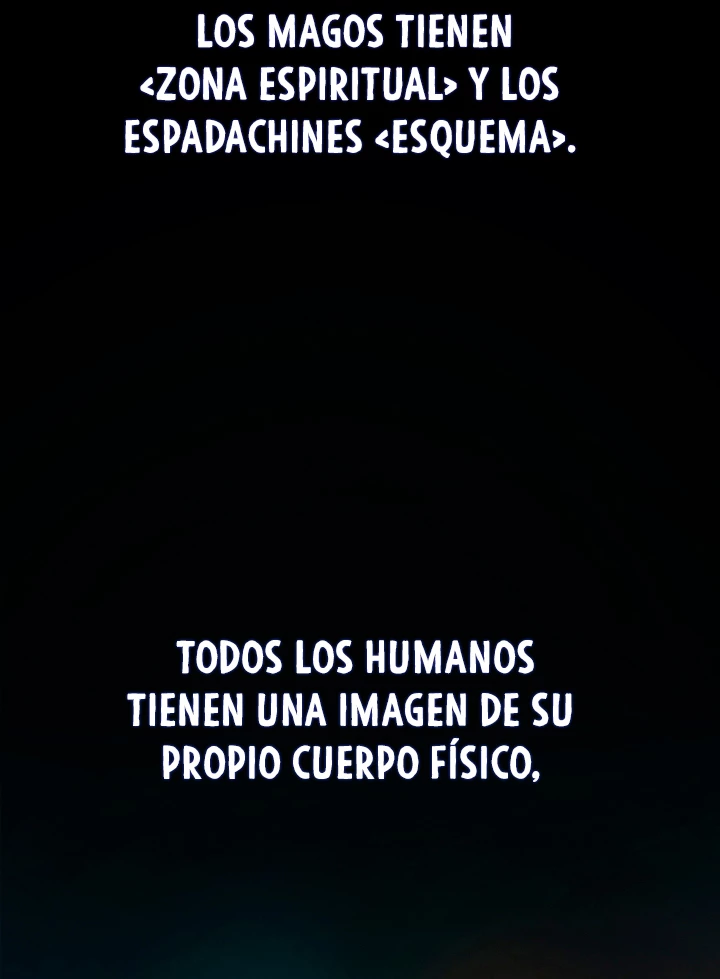 LOS MAGOS TIENEN
<ZONA ESPIRITUAL> Y LOS
ESPADACHINES <ESQUEMA>.
TODOS LOS HUMANOS
TIENEN UNA IMAGEN DE SU
PROPIO CUERPO FÍSICO,